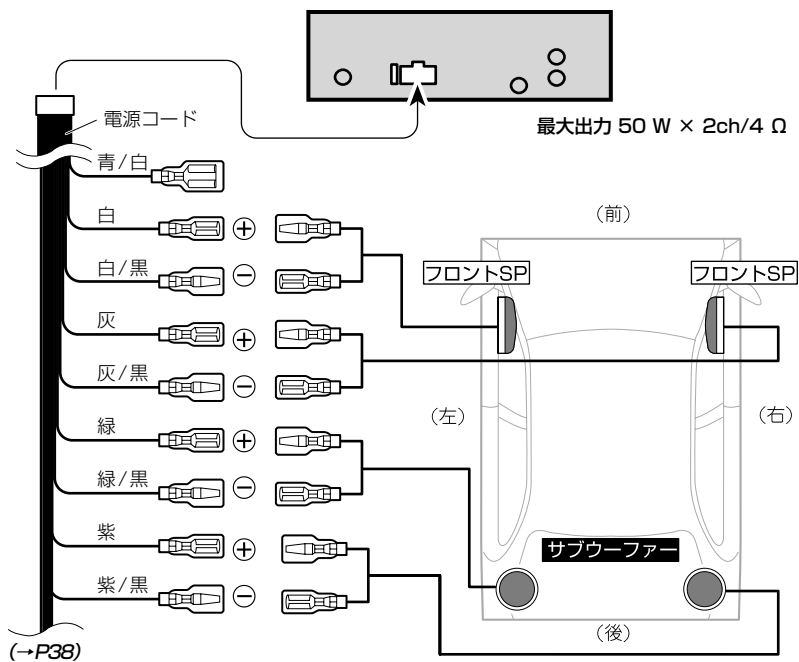 電源コード
最大出力 50 W × 2ch/4 Ω
青/白
白
⊕
(前)
白/黒
⊖
フロントSP
フロントSP
灰
⊕
灰/黒
⊖
(左)
(右)
緑
⊕
緑/黒
⊖
紫
⊕
サブウーファー
紫/黒
⊖
(後)
(→P38)